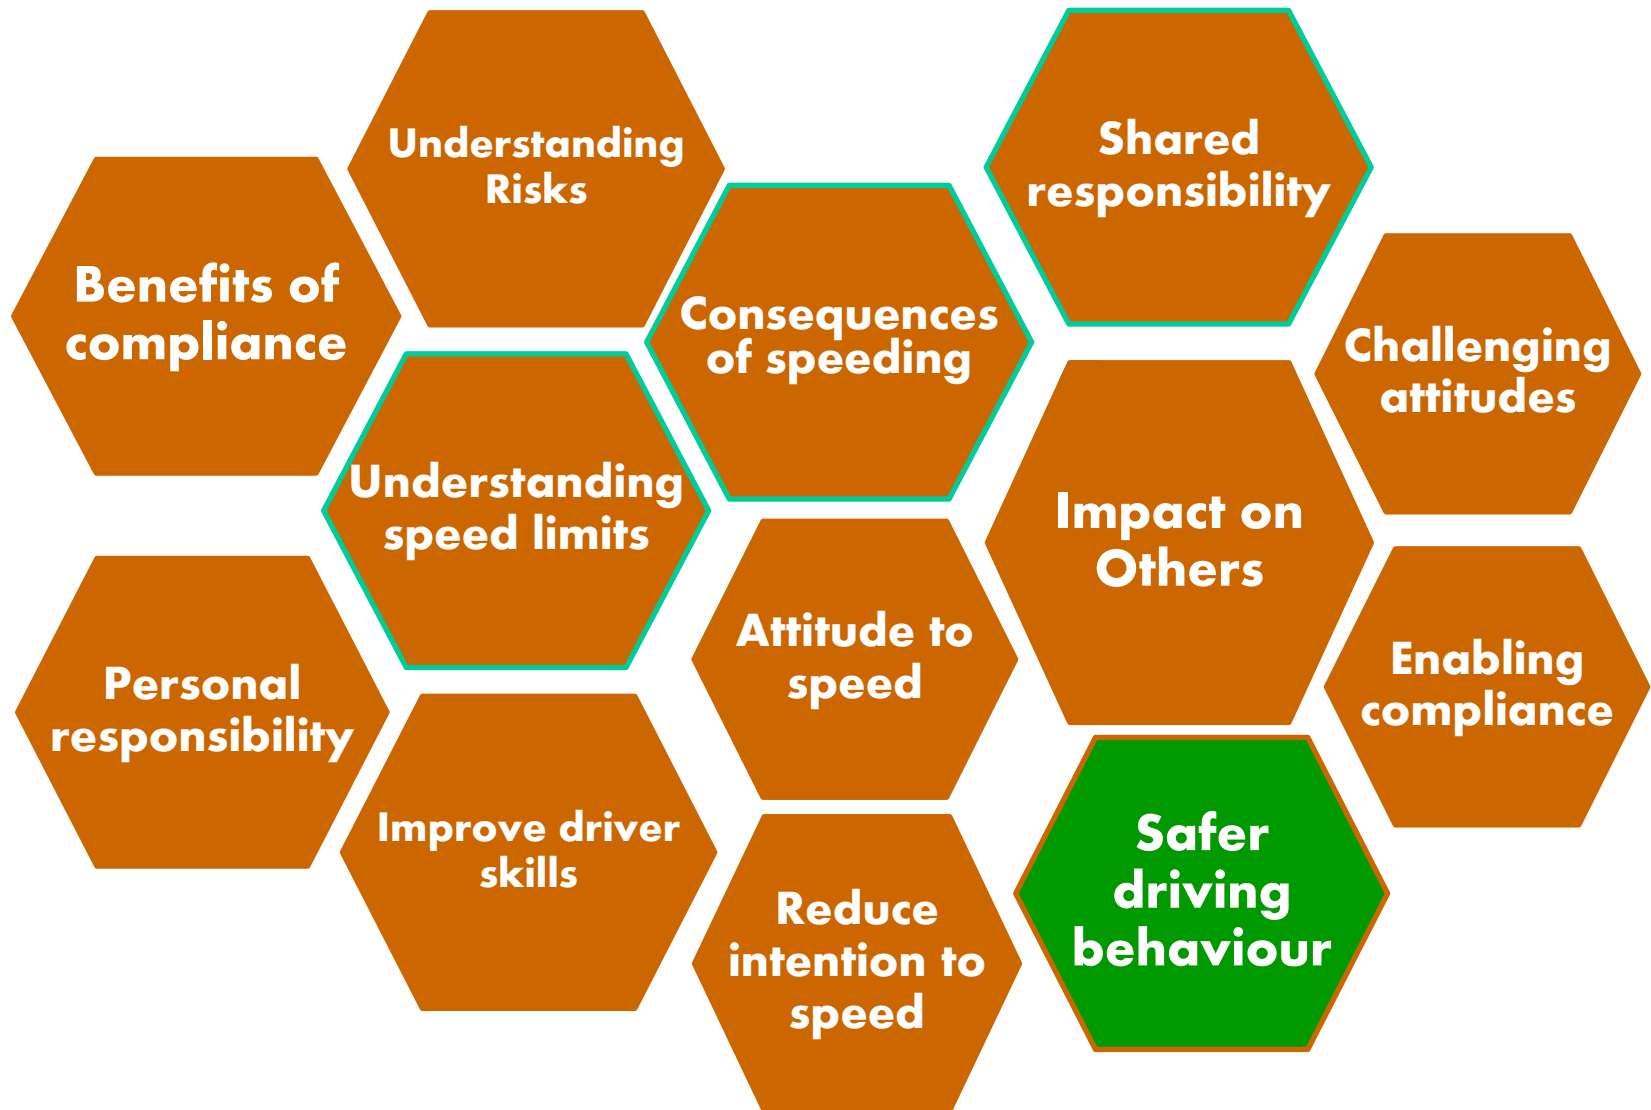 Understanding
Risks
Shared
responsibility
Benefits of
compliance
Consequences
of speeding
Challenging
attitudes
Understanding
speed limits
Impact on
Others
Attitude to
speed
Enabling
compliance
Personal
responsibility
Improve driver
skills
Reduce
intention to
speed
Safer
driving
behaviour